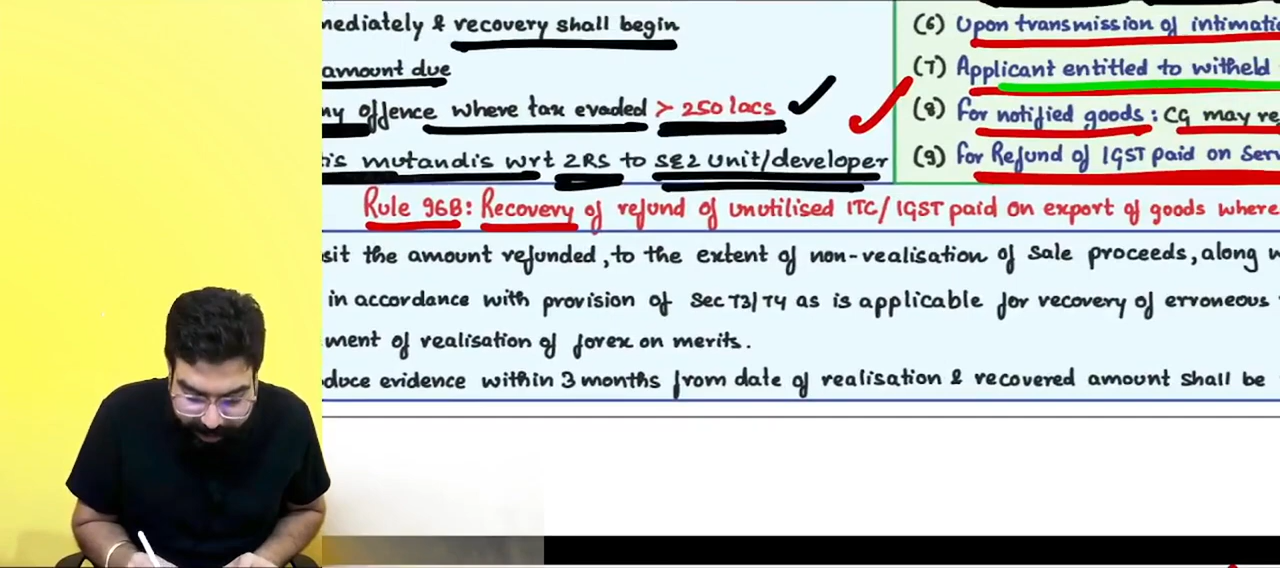 mediately & recovery shall begin
amount due
ny offence where tax evaded > 250 lacs
is mutandis wrt ZRS to SEZ Unit/developer
(6) Upon transmission of intimati
(7) Applicant entitled to witheld
(8) For notified goods : CG may re
(9) For Refund of IGST paid on Serv
Rule 96B: Recovery of refund of unutilised ITC/IGST paid on export of goods where
sit the amount refunded, to the extent of non-realisation of Sale proceeds, along w
in accordance with provision of Sec 73/74 as is applicable for recovery of erroneous
ment of realisation of forex on merits.
duce evidence within 3 months from date of realisation & recovered amount shall be